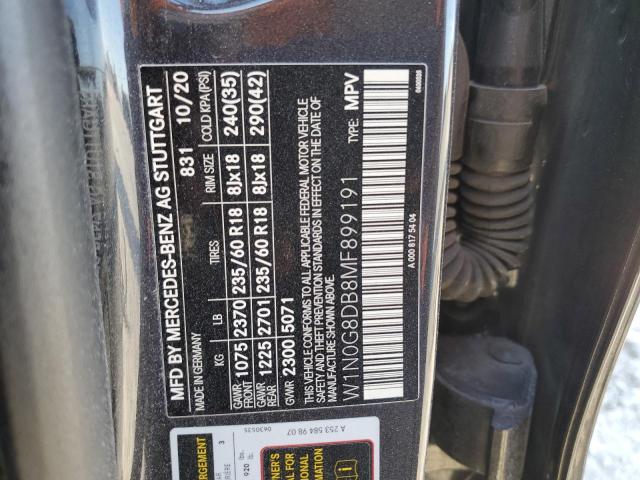 MFD BY MERCEDES-BENZ AG STUTTGART
MADE IN GERMANY
831 10/20
KG LB TIRES RIM SIZE COLD KPA(PSI)
GAWR FRONT 1075 2370 235/60 R18 8Jx18 240(35)
GAWR REAR 1225 2701 235/60 R18 8Jx18 290(42)
GVWR 2300 5071
THIS VEHICLE CONFORMS TO ALL APPLICABLE FEDERAL MOTOR VEHICLE
SAFETY AND THEFT PREVENTION STANDARDS IN EFFECT ON THE DATE OF
MANUFACTURE SHOWN ABOVE.
W1N0G8DB8MF899191 TYPE: MPV
A 000 817 54 04
A 253 584 98 07
3
920
lb.